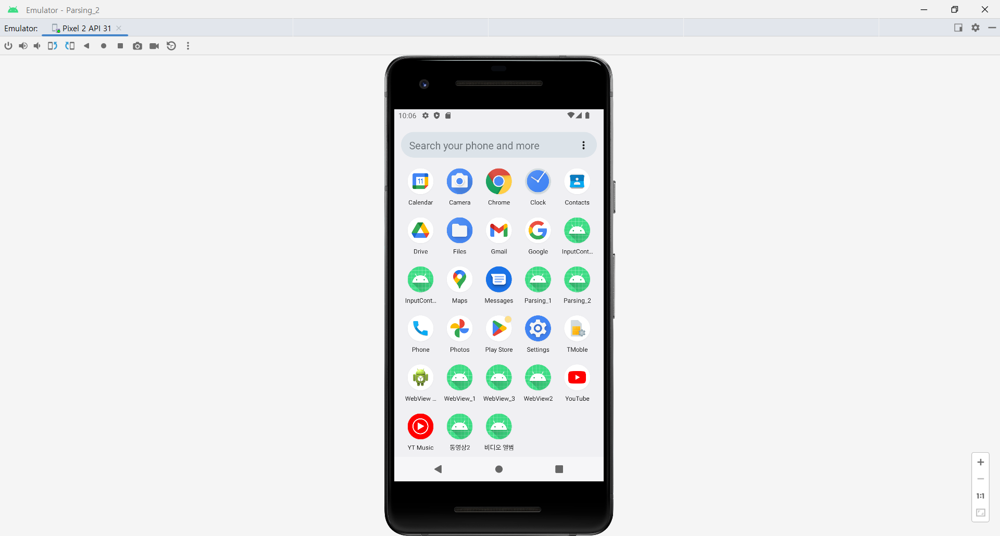 Emulator - Parsing_2
Emulator: Pixel 2 API 31
10:06
Search your phone and more
11
Calendar Camera Chrome Clock Contacts
Drive Files Gmail Google InputCont...
InputCont... Maps Messages Parsing_1 Parsing_2
Phone Photos Play Store Settings TMoble
WebView ... WebView_1 WebView_3 WebView2 YouTube
YT Music 동영상2 비디오 앨범
1:1